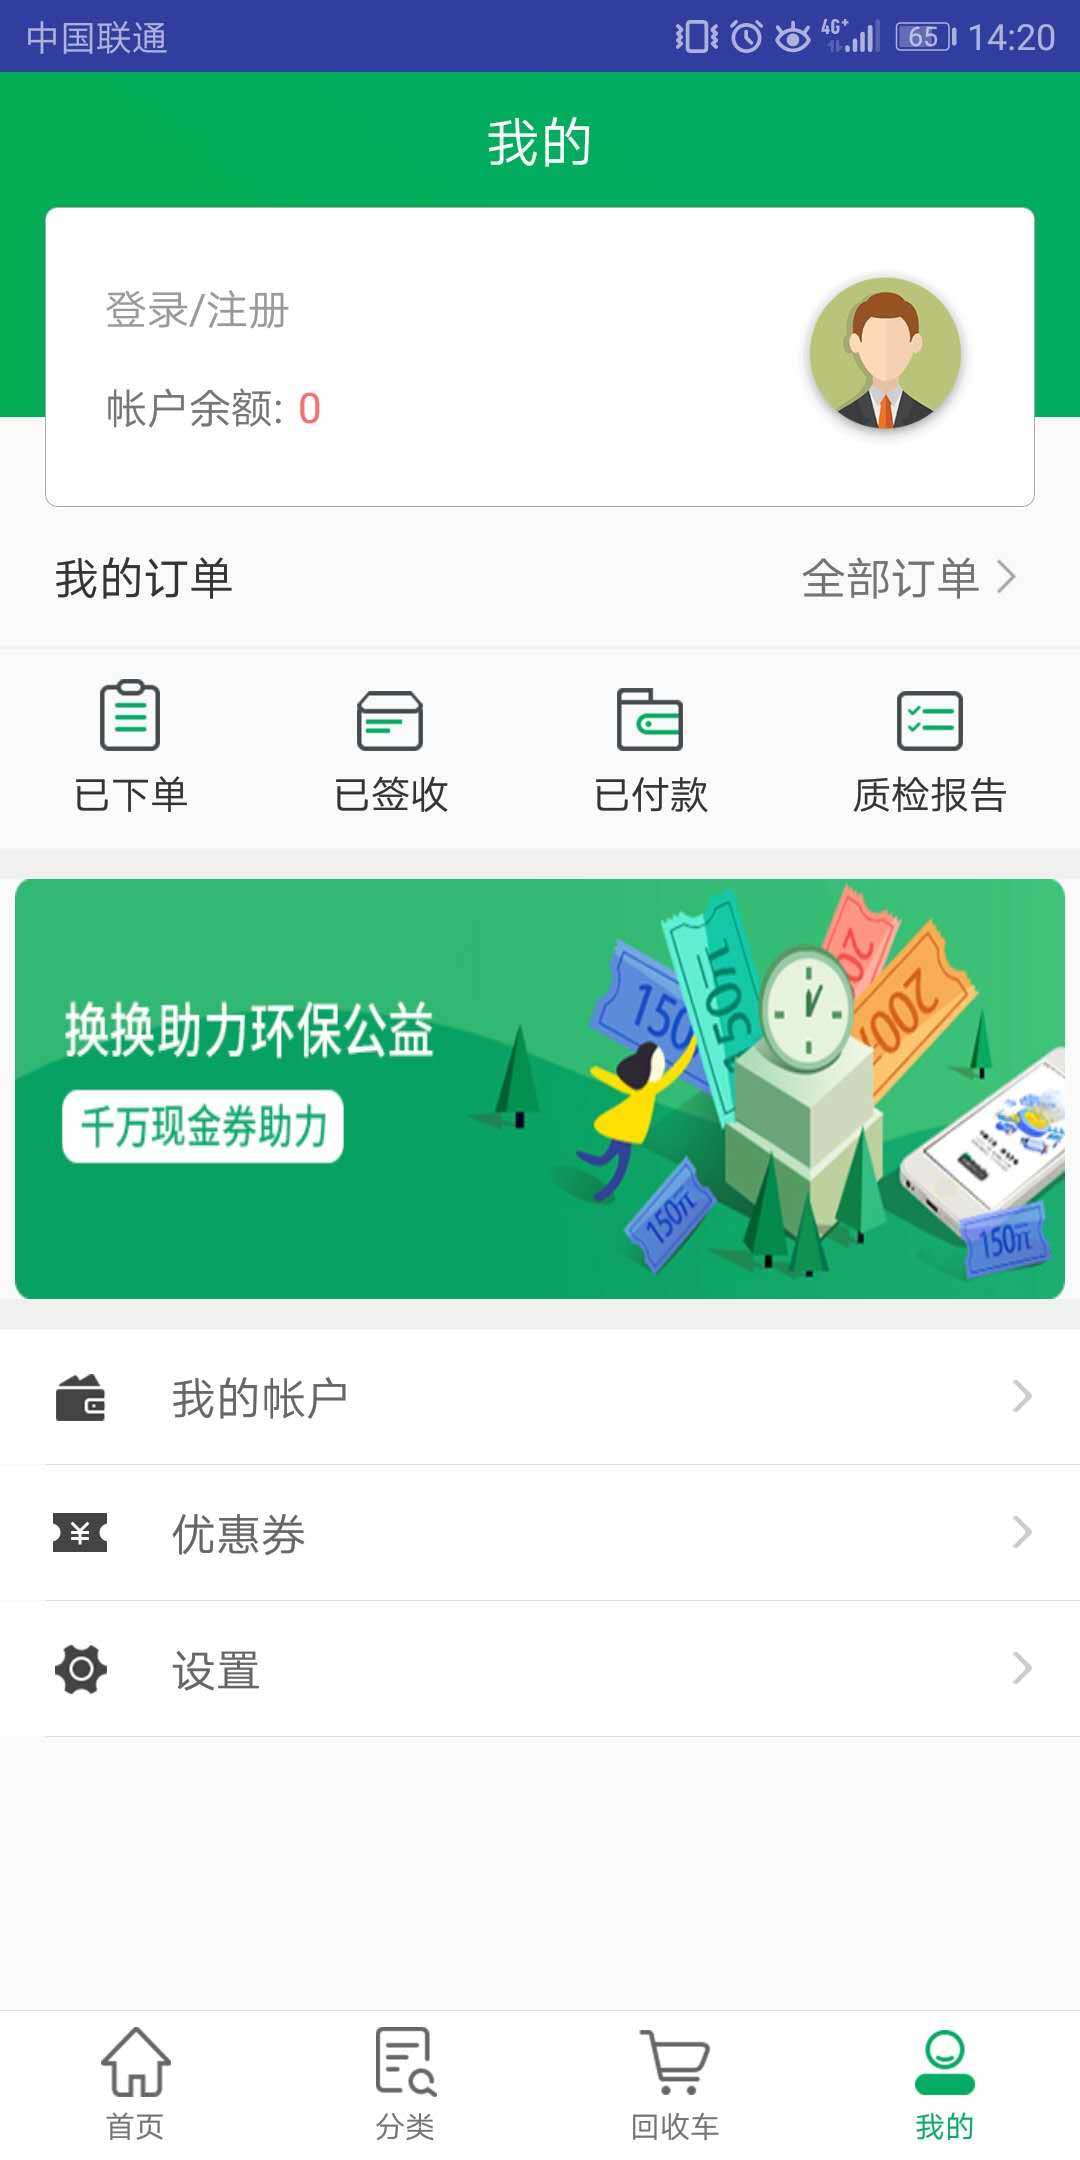 中国联通 4G+ 65 14:20
我的
登录/注册
帐户余额: 0
我的订单 全部订单
已下单 已签收 已付款 质检报告
换换助力环保公益
千万现金券助力
150
150元
20
200
150元
150元
我的帐户
优惠券
设置
首页 分类 回收车 我的